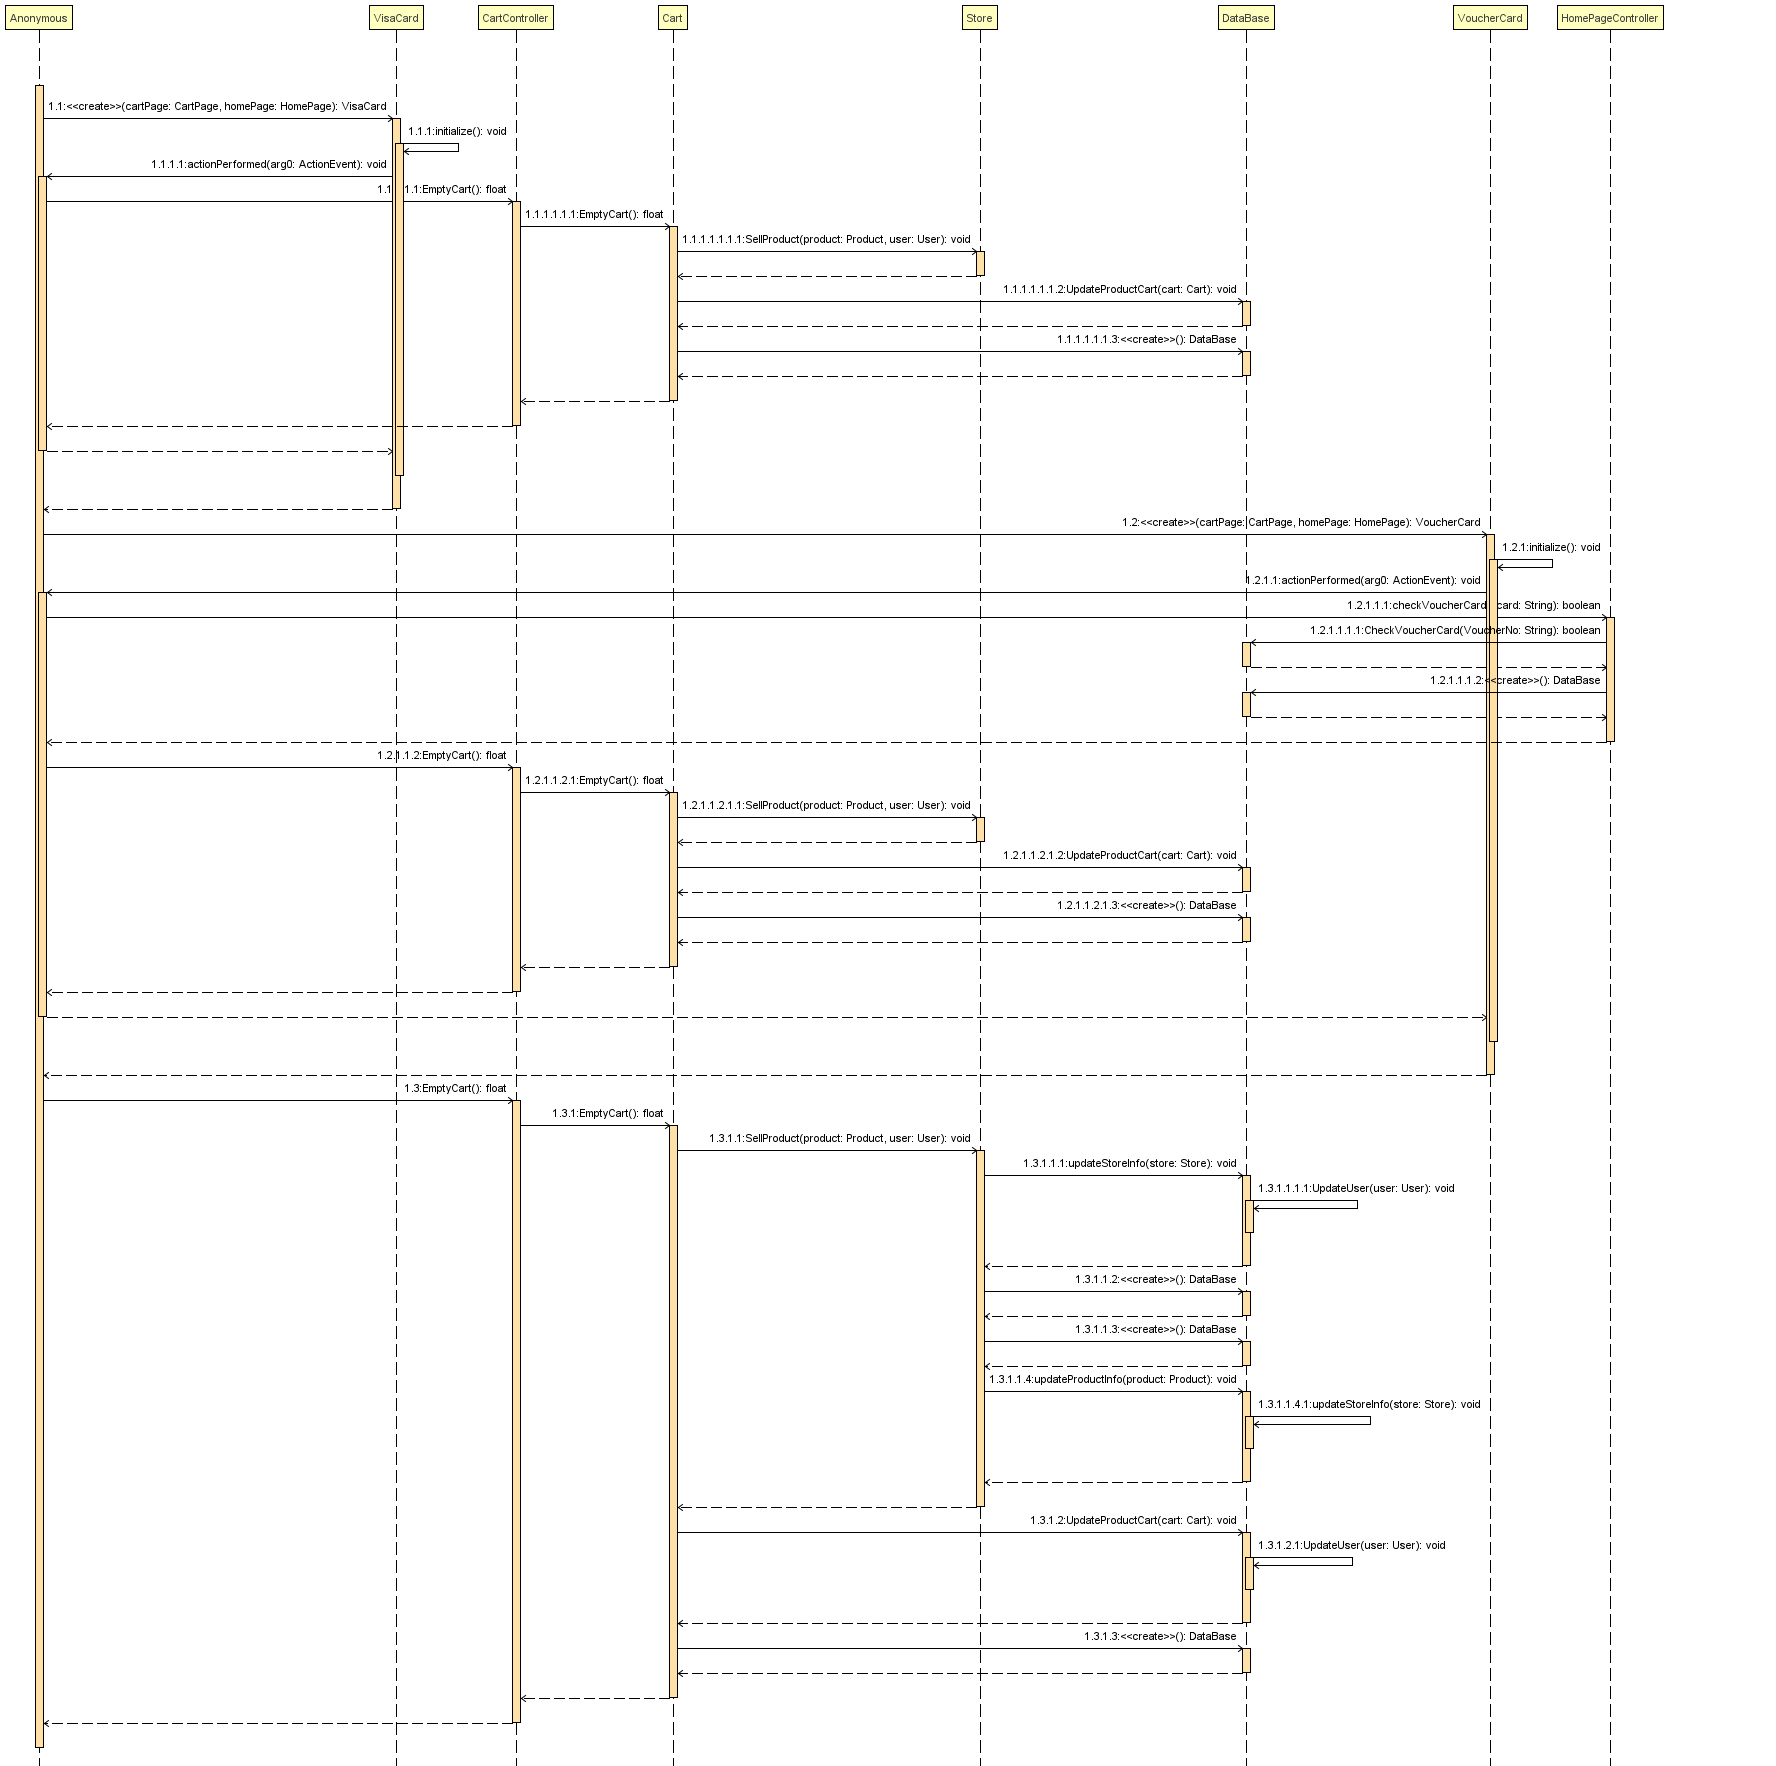 Anonymous
VisaCard
CartController
Cart
Store
DataBase
VoucherCard
HomePageController
1.1:<<create>>(cartPage: CartPage, homePage: HomePage): VisaCard
1.1.1:initialize(): void
1.1.1.1:actionPerformed(arg0: ActionEvent): void
1.1.1.1.1:EmptyCart(): float
1.1.1.1.1.1:EmptyCart(): float
1.1.1.1.1.1.1:SellProduct(product: Product, user: User): void
1.1.1.1.1.1.2:UpdateProductCart(cart: Cart): void
1.1.1.1.1.1.3:<<create>>(): DataBase
1.2:<<create>>(cartPage: CartPage, homePage: HomePage): VoucherCard
1.2.1:initialize(): void
1.2.1.1:actionPerformed(arg0: ActionEvent): void
1.2.1.1.1:checkVoucherCard(card: String): boolean
1.2.1.1.1.1:CheckVoucherCard(VoucherNo: String): boolean
1.2.1.1.1.2:<<create>>(): DataBase
1.2.1.1.2:EmptyCart(): float
1.2.1.1.2.1:EmptyCart(): float
1.2.1.1.2.1.1:SellProduct(product: Product, user: User): void
1.2.1.1.2.1.2:UpdateProductCart(cart: Cart): void
1.2.1.1.2.1.3:<<create>>(): DataBase
1.3:EmptyCart(): float
1.3.1:EmptyCart(): float
1.3.1.1:SellProduct(product: Product, user: User): void
1.3.1.1.1:updateStoreInfo(store: Store): void
1.3.1.1.1.1:UpdateUser(user: User): void
1.3.1.1.2:<<create>>(): DataBase
1.3.1.1.3:<<create>>(): DataBase
1.3.1.1.4:updateProductInfo(product: Product): void
1.3.1.1.4.1:updateStoreInfo(store: Store): void
1.3.1.2:UpdateProductCart(cart: Cart): void
1.3.1.2.1:UpdateUser(user: User): void
1.3.1.3:<<create>>(): DataBase